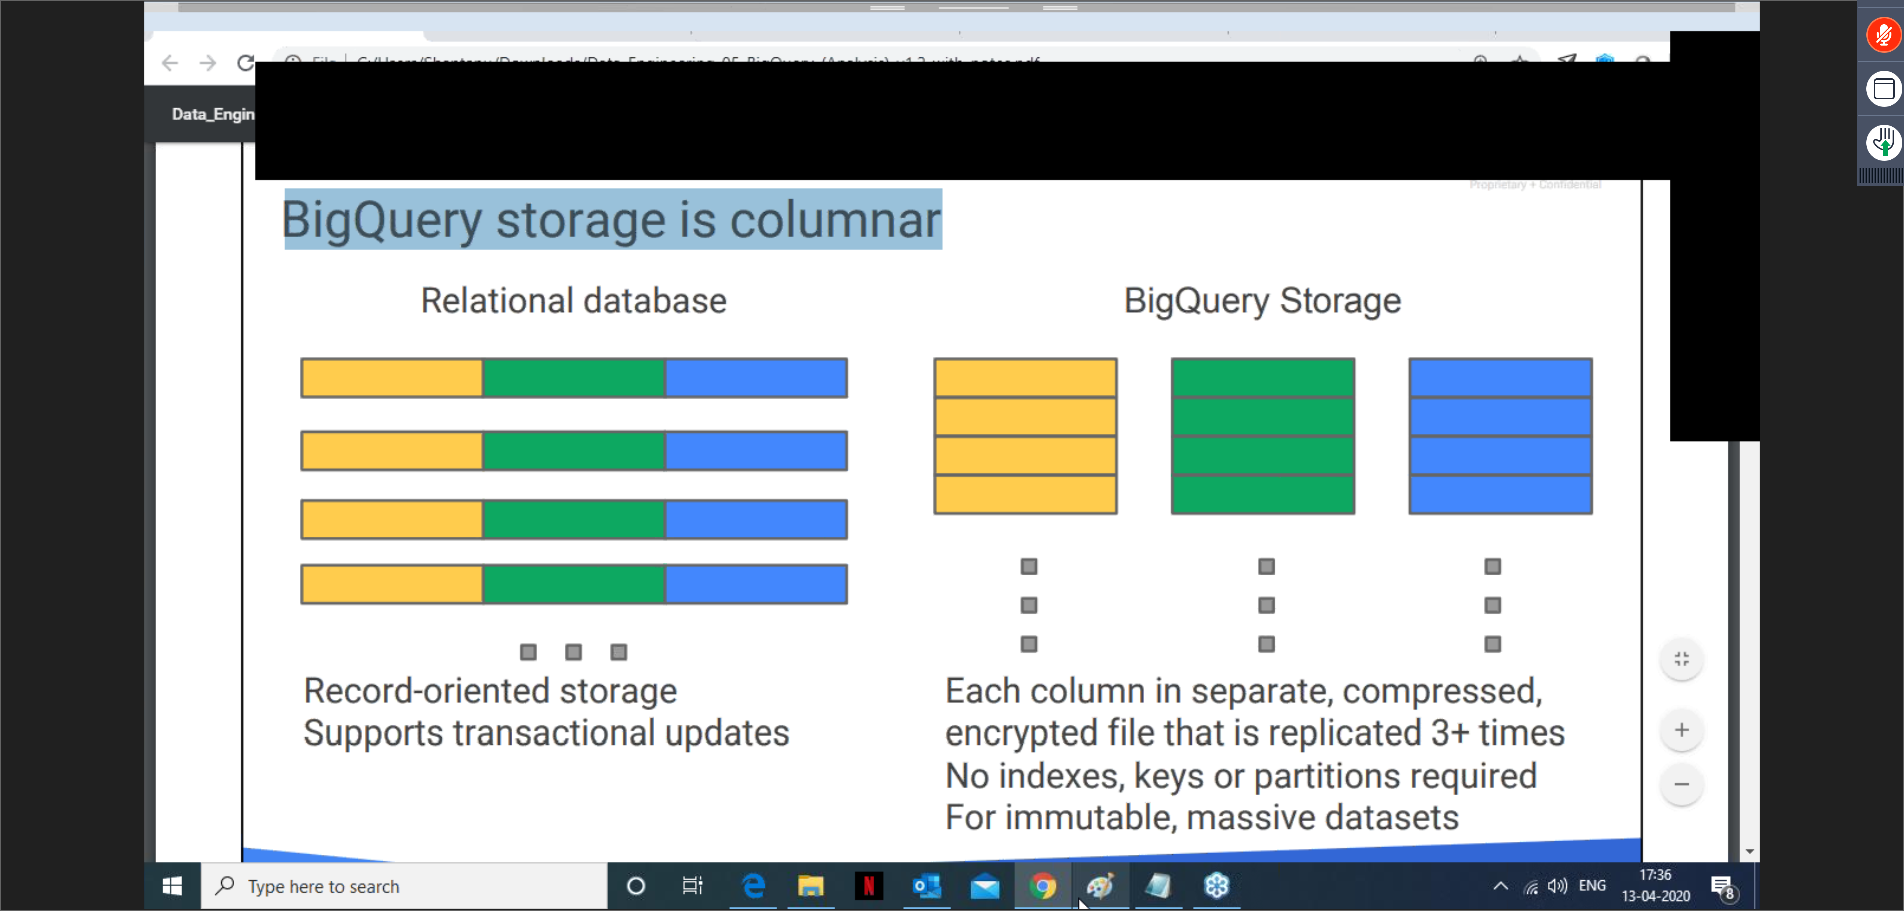 Data_Engin
Proprietary + Confidential
BigQuery storage is columnar
Relational database
BigQuery Storage
Record-oriented storage
Supports transactional updates
Each column in separate, compressed,
encrypted file that is replicated 3+ times
No indexes, keys or partitions required
For immutable, massive datasets
Type here to search
N
ENG
17:36
13-04-2020
8